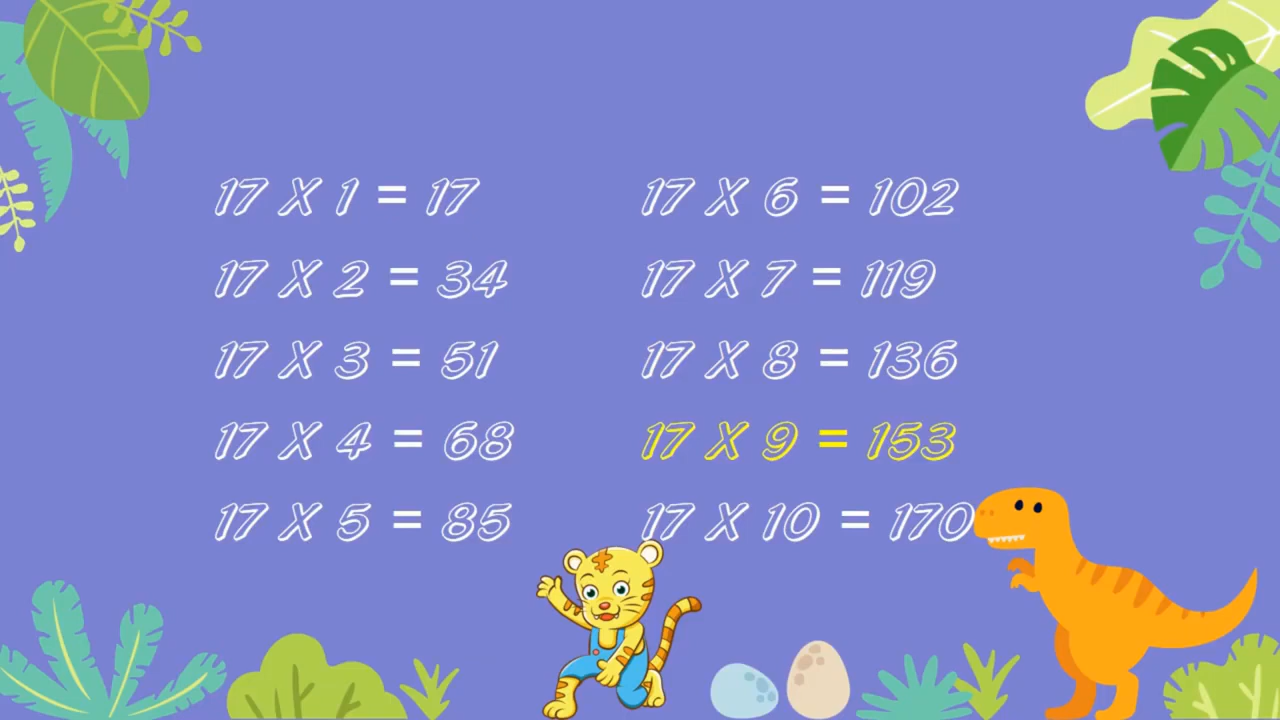 17 X 1 = 17
17 X 2 = 34
17 X 3 = 51
17 X 4 = 68
17 X 5 = 85
17 X 6 = 102
17 X 7 = 119
17 X 8 = 136
17 X 9 = 153
17 X 10 = 170